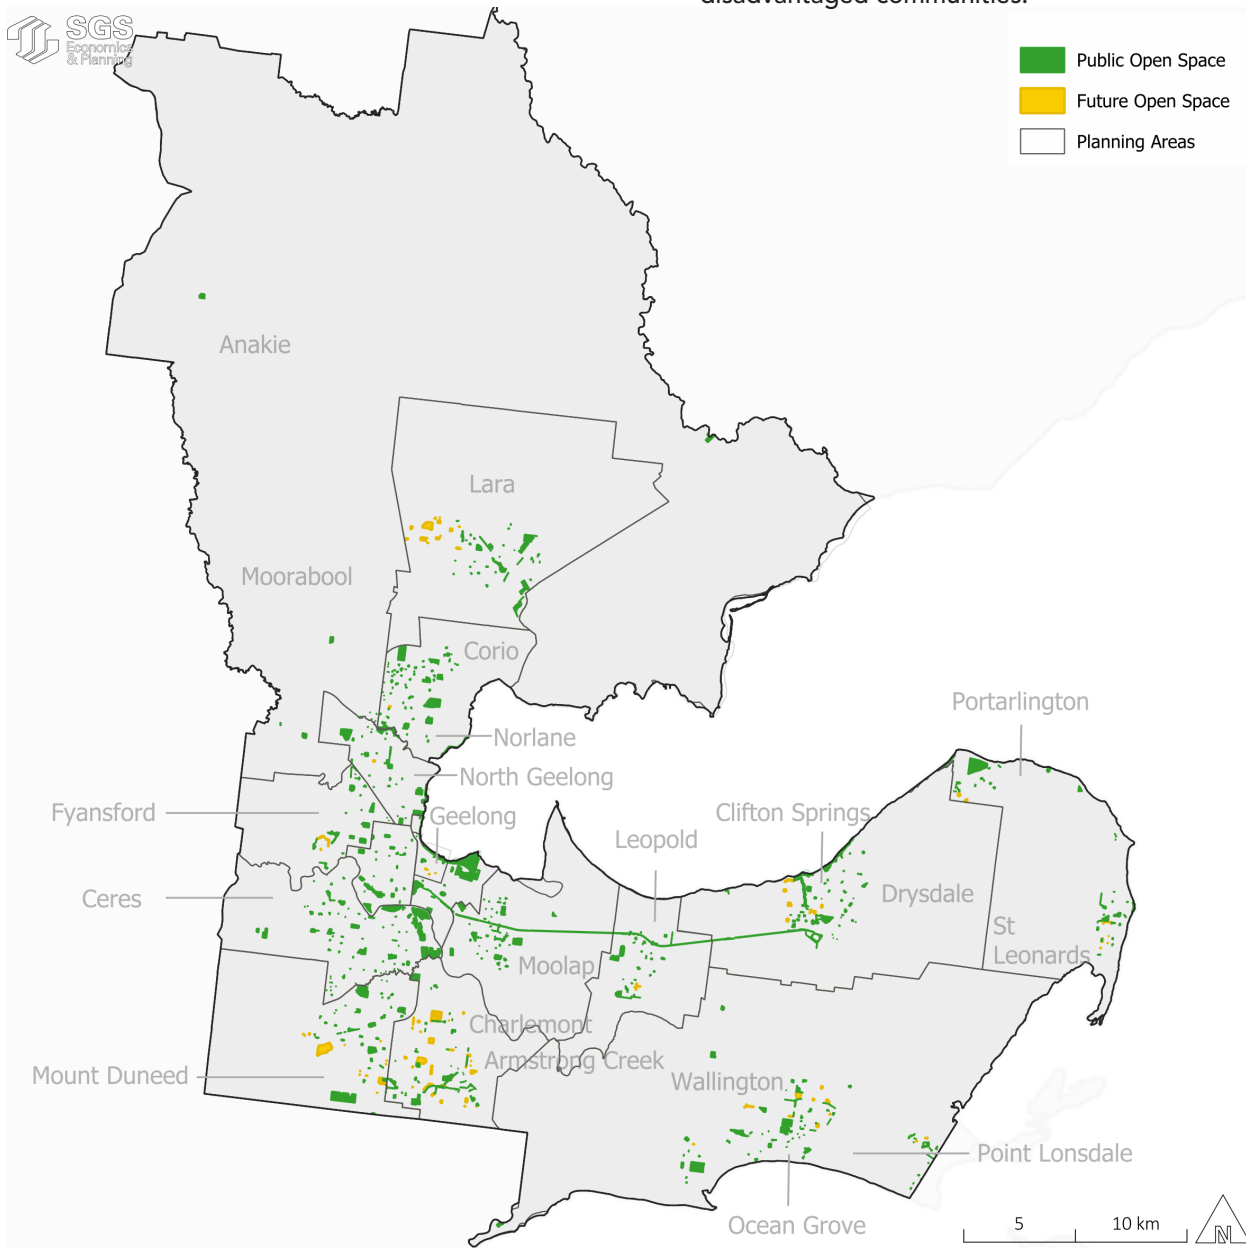 disadvantaged communities.
SGS
Economics
& Planning
Public Open Space
Future Open Space
Planning Areas
Anakie
Lara
Moorabool
Corio
Portarlington
Norlane
North Geelong
Fyansford
Geelong
Clifton Springs
Leopold
Ceres
Drysdale
St
Leonards
Moolap
Charlemont
Armstrong Creek
Mount Duneed
Wallington
Point Lonsdale
Ocean Grove
5
10 km
N